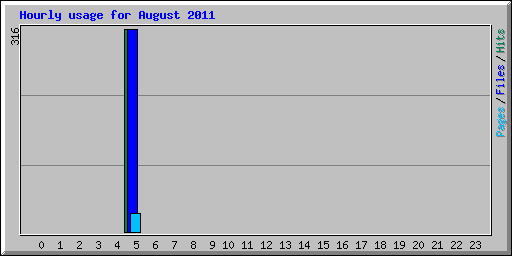 Hourly usage for August 2011
316
Pages/Files/Hits
0 1 2 3 4 5 6 7 8 9 10 11 12 13 14 15 16 17 18 19 20 21 22 23